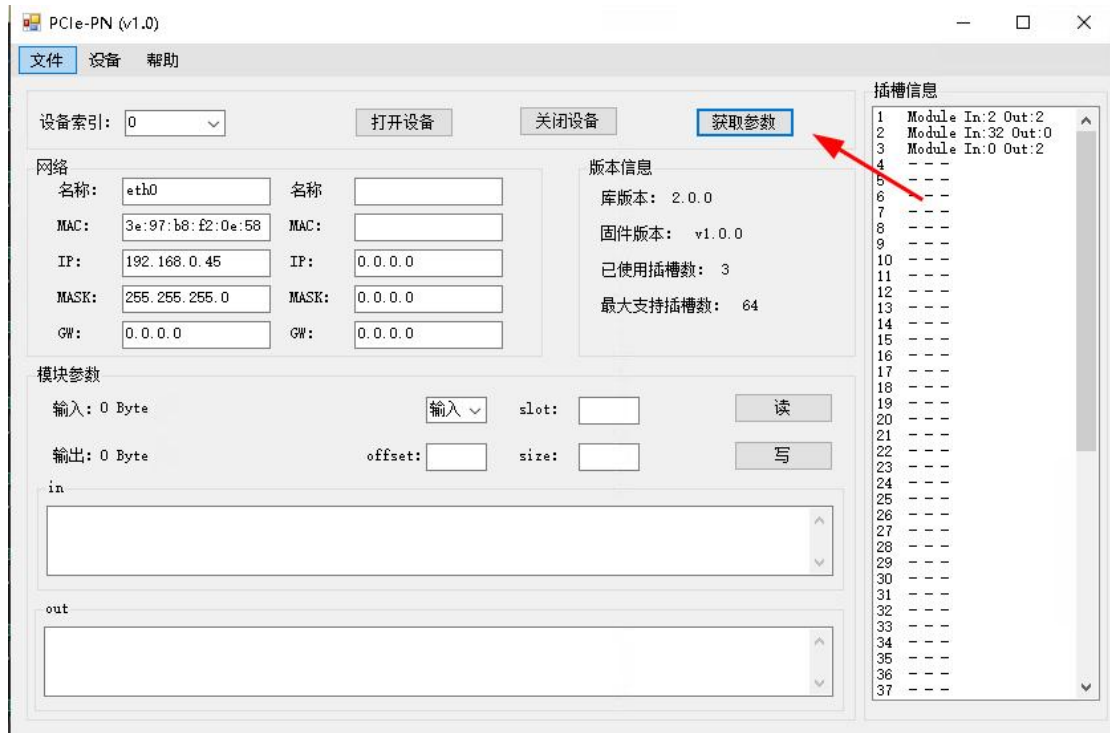 PCIe-PN (v1.0)
文件 设备 帮助
设备索引: 0 打开设备 关闭设备 获取参数
网络
名称: eth0 名称
MAC: 3e:97:b8:f2:0e:58 MAC:
IP: 192.168.0.45 IP: 0.0.0.0
MASK: 255.255.255.0 MASK: 0.0.0.0
GW: 0.0.0.0 GW: 0.0.0.0
版本信息
库版本: 2.0.0
固件版本: v1.0.0
已使用插槽数: 3
最大支持插槽数: 64
模块参数
输入: 0 Byte 输入 slot: 读
输出: 0 Byte offset: size: 写
in
out
插槽信息
1 Module In:2 Out:2
2 Module In:32 Out:0
3 Module In:0 Out:2
4 - - -
5 - - -
6 - - -
7 - - -
8 - - -
9 - - -
10 - - -
11 - - -
12 - - -
13 - - -
14 - - -
15 - - -
16 - - -
17 - - -
18 - - -
19 - - -
20 - - -
21 - - -
22 - - -
23 - - -
24 - - -
25 - - -
26 - - -
27 - - -
28 - - -
29 - - -
30 - - -
31 - - -
32 - - -
33 - - -
34 - - -
35 - - -
36 - - -
37 - - -